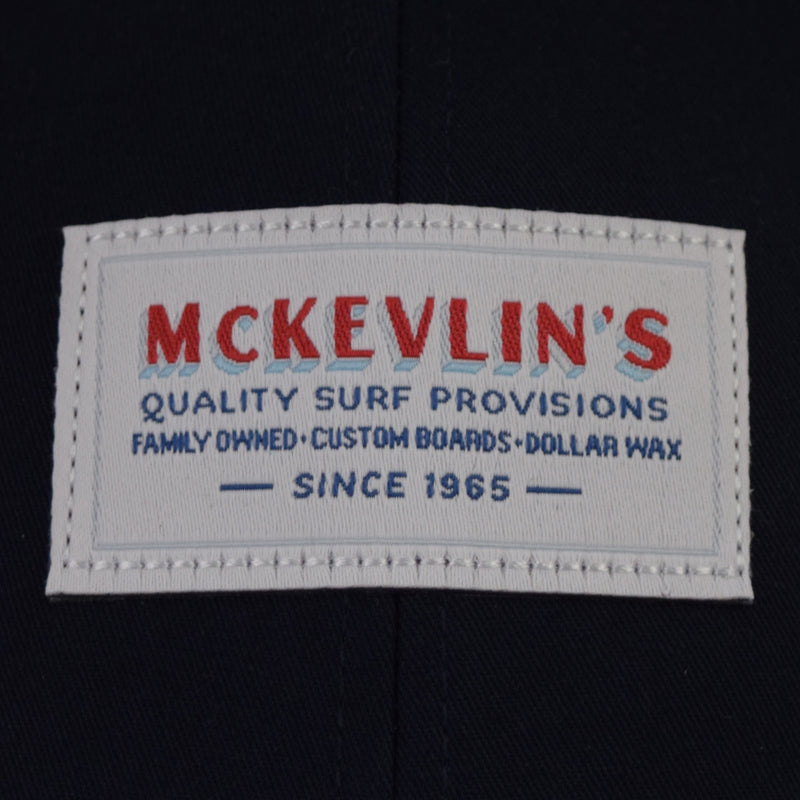 McKEVLIN'S
QUALITY SURF PROVISIONS
FAMILY OWNED · CUSTOM BOARDS · DOLLAR WAX
— SINCE 1965 —